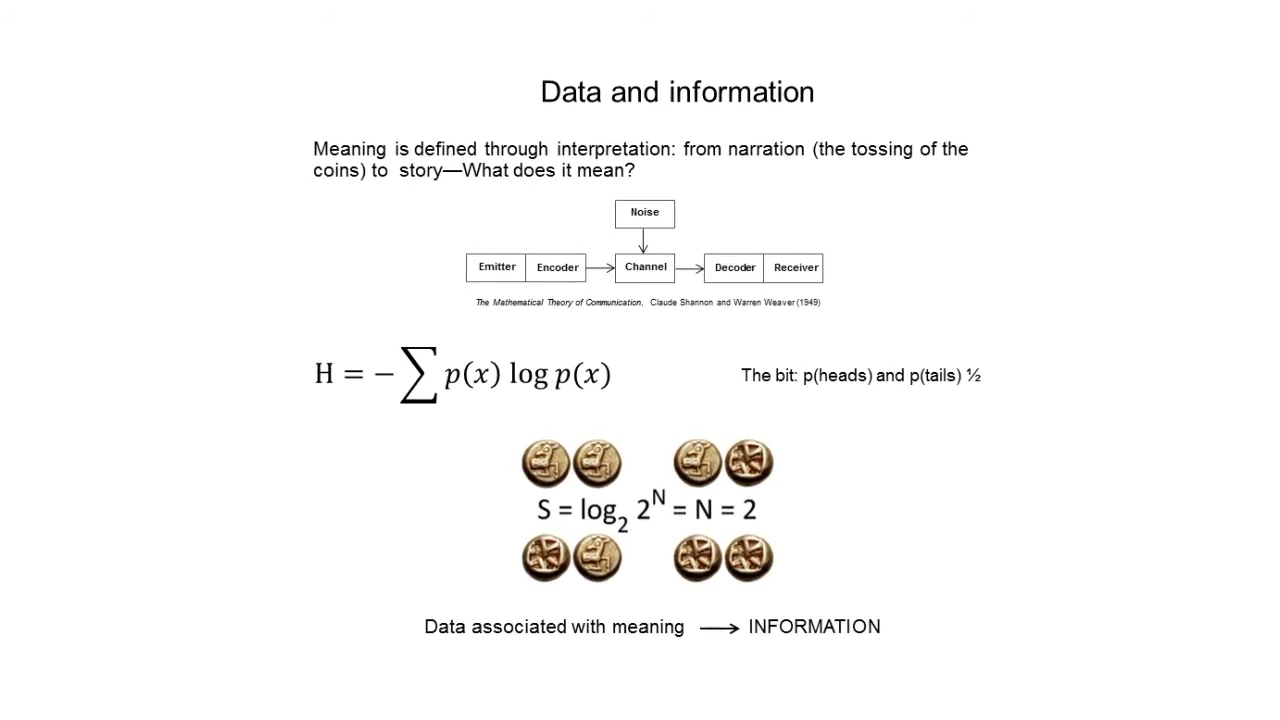 Data and information
Meaning is defined through interpretation: from narration (the tossing of the
coins) to story—What does it mean?
Noise
Emitter Encoder Channel Decoder Receiver
The Mathematical Theory of Communication, Claude Shannon and Warren Weaver (1949)
H = − ∑ p(x) log p(x)
The bit: p(heads) and p(tails) ½
S = log₂ 2ᴺ = N = 2
Data associated with meaning ⟶ INFORMATION